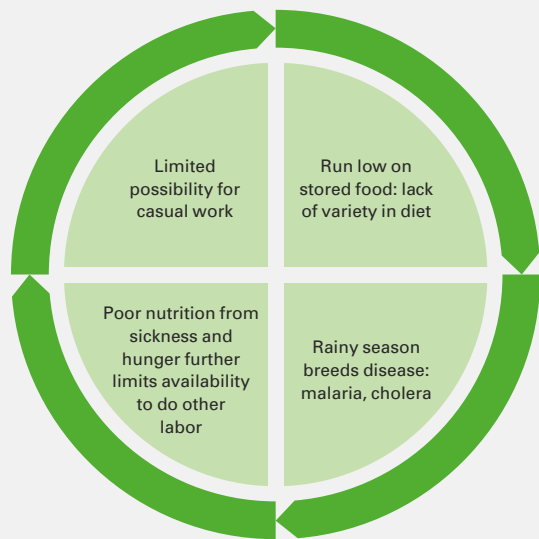 Limited
possibility for
casual work
Run low on
stored food: lack
of variety in diet
Rainy season
breeds disease:
malaria, cholera
Poor nutrition from
sickness and
hunger further
limits availability
to do other
labor